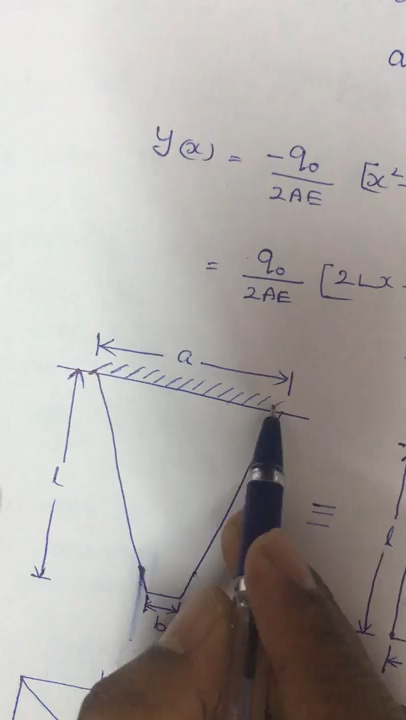 a
y(x) = -q₀/2AE [x²-
= q₀/2AE [2Lx -
a
L
≡
l
b